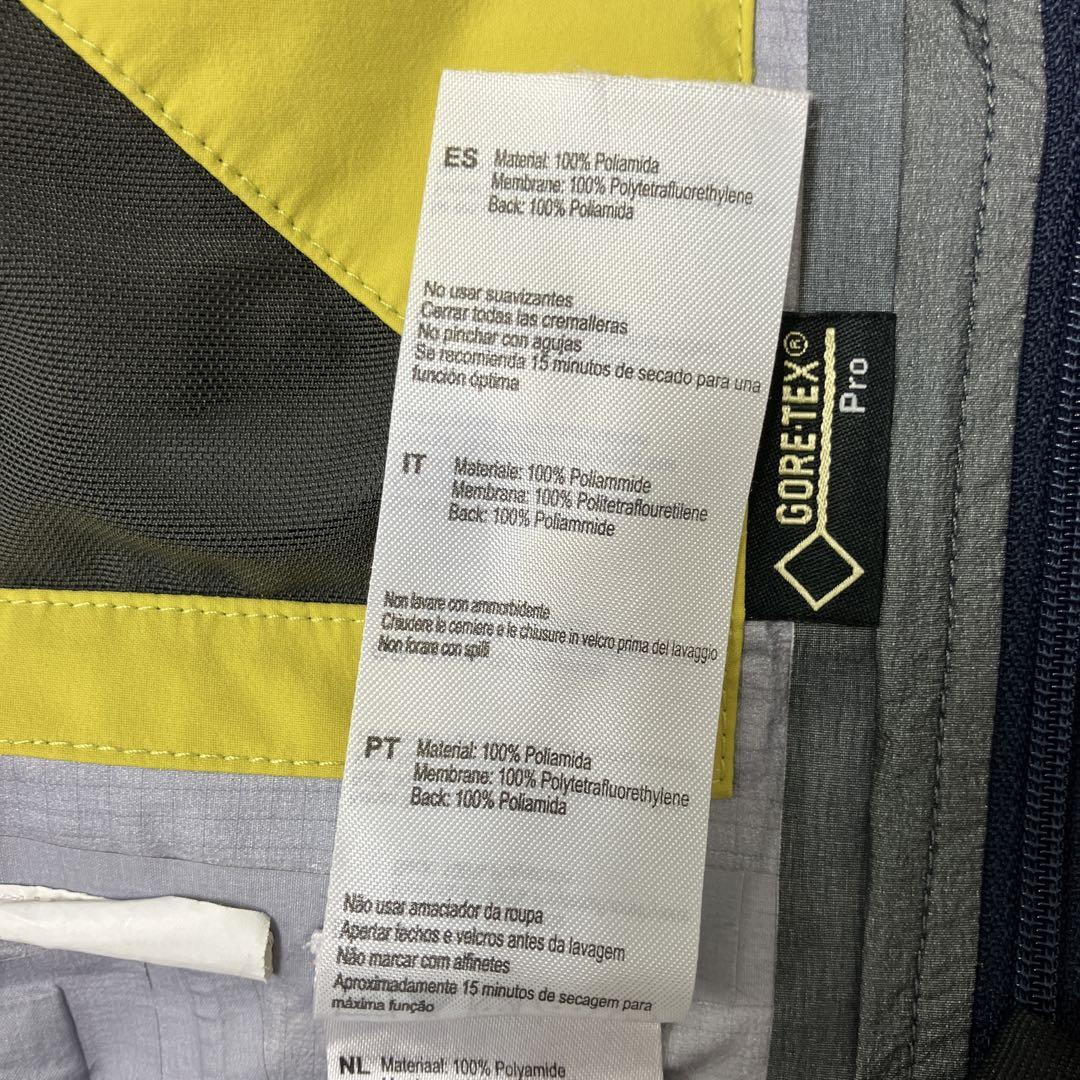 ES Material: 100% Poliamida
Membrane: 100% Polytetrafluorethylene
Back: 100% Poliamida
No usar suavizantes
Cerrar todas las cremalleras
No pinchar con agujas
Se recomienda 15 minutos de secado para una
función óptima
IT Materiale: 100% Poliammide
Membrana: 100% Politetraflouretilene
Back: 100% Poliammide
Non lavare con ammorbidente
Chiudere le cerniere e le chiusure in velcro prima del lavaggio
Non forare con spilli
PT Material: 100% Poliamida
Membrane: 100% Polytetrafluorethylene
Back: 100% Poliamida
Não usar amaciador da roupa
Apertar fechos e velcros antes da lavagem
Não marcar com alfinetes
Aproximadamente 15 minutos de secagem para
máxima função
NL Materiaal: 100% Polyamide
GORE-TEX®
Pro